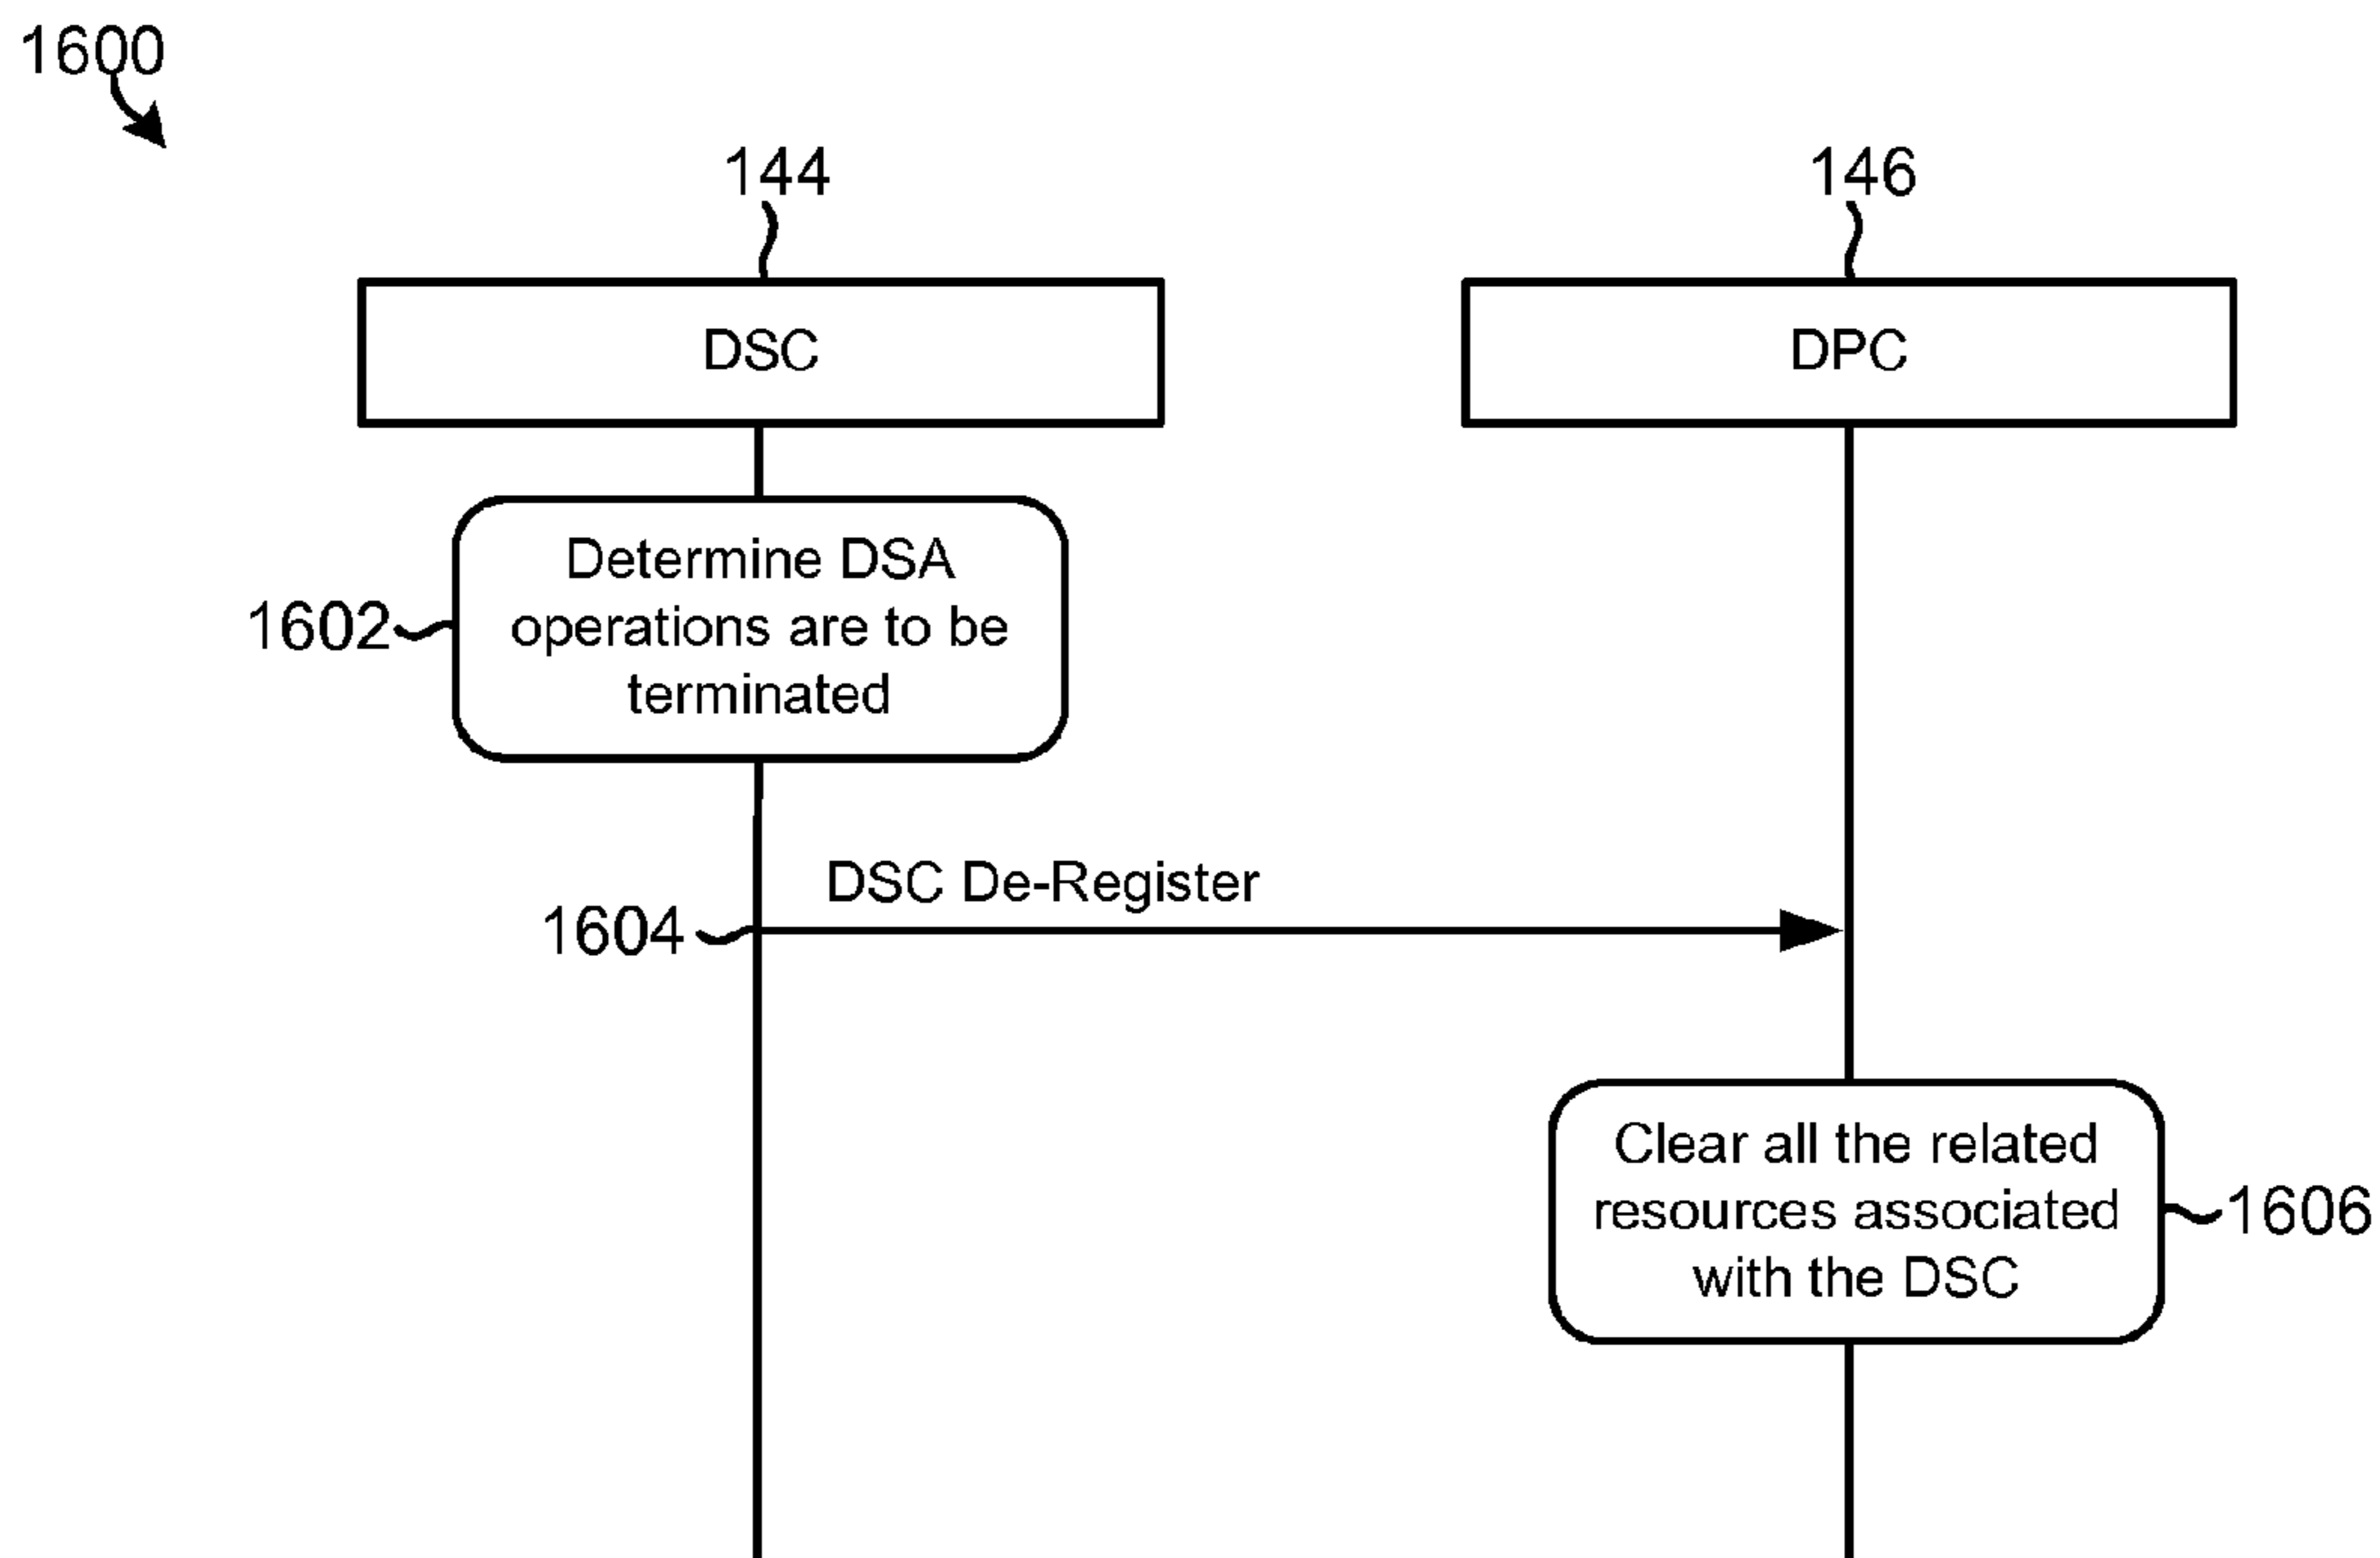 1600
144
146
DSC
DPC
Determine DSA
operations are to be
terminated
1602
DSC De-Register
1604
Clear all the related
resources associated
with the DSC
1606